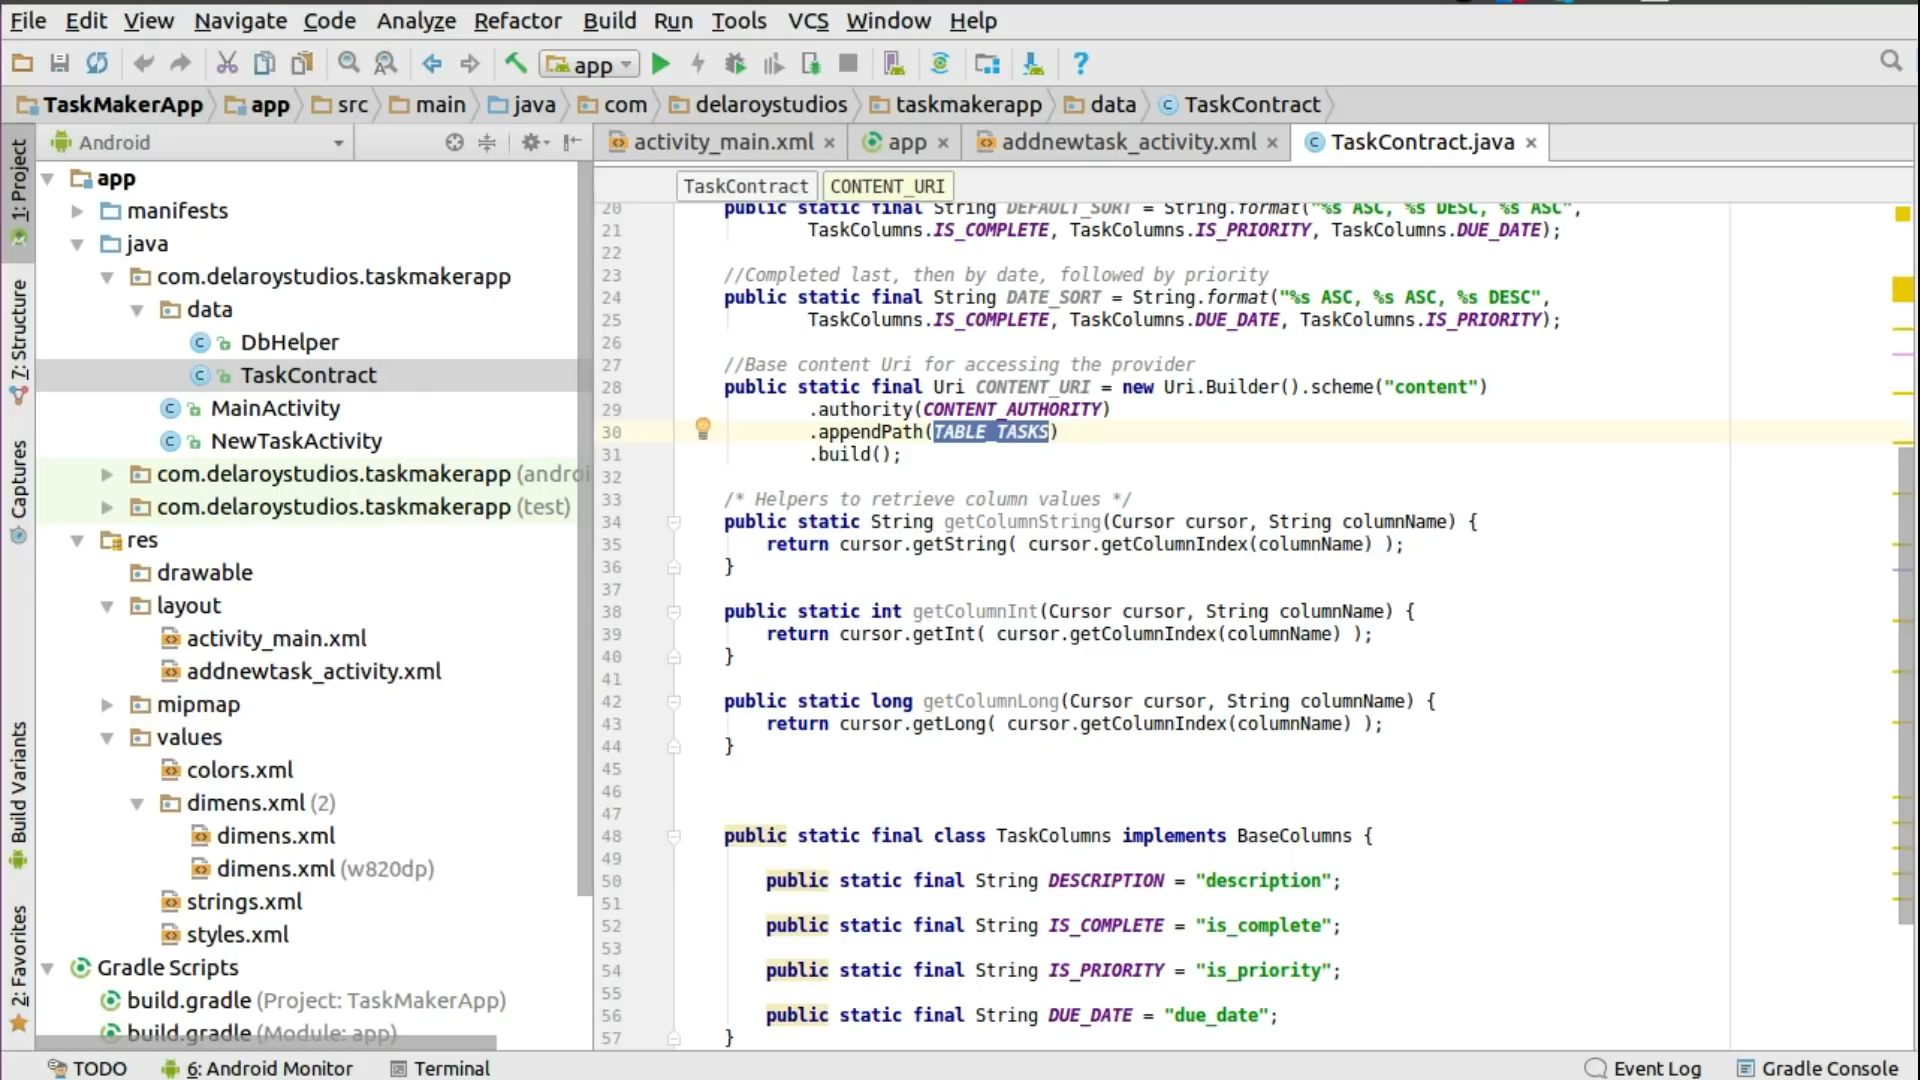 File Edit View Navigate Code Analyze Refactor Build Run Tools VCS Window Help
app
TaskMakerApp app src main java com delaroystudios taskmakerapp data TaskContract
Android
activity_main.xml app addnewtask_activity.xml TaskContract.java
TaskContract CONTENT_URI
1: Project
7: Structure
Captures
Build Variants
2: Favorites
app
manifests
java
com.delaroystudios.taskmakerapp
data
DbHelper
TaskContract
MainActivity
NewTaskActivity
com.delaroystudios.taskmakerapp (androi
com.delaroystudios.taskmakerapp (test)
res
drawable
layout
activity_main.xml
addnewtask_activity.xml
mipmap
values
colors.xml
dimens.xml (2)
dimens.xml
dimens.xml (w820dp)
strings.xml
styles.xml
Gradle Scripts
build.gradle (Project: TaskMakerApp)
build.gradle (Module: app)
20 public static final String DEFAULT_SORT = String.format("%s ASC, %s DESC, %s ASC",
21 TaskColumns.IS_COMPLETE, TaskColumns.IS_PRIORITY, TaskColumns.DUE_DATE);
22
23 //Completed last, then by date, followed by priority
24 public static final String DATE_SORT = String.format("%s ASC, %s ASC, %s DESC",
25 TaskColumns.IS_COMPLETE, TaskColumns.DUE_DATE, TaskColumns.IS_PRIORITY);
26
27 //Base content Uri for accessing the provider
28 public static final Uri CONTENT_URI = new Uri.Builder().scheme("content")
29 .authority(CONTENT_AUTHORITY)
30 .appendPath(TABLE_TASKS)
31 .build();
32
33 /* Helpers to retrieve column values */
34 public static String getColumnString(Cursor cursor, String columnName) {
35 return cursor.getString( cursor.getColumnIndex(columnName) );
36 }
37
38 public static int getColumnInt(Cursor cursor, String columnName) {
39 return cursor.getInt( cursor.getColumnIndex(columnName) );
40 }
41
42 public static long getColumnLong(Cursor cursor, String columnName) {
43 return cursor.getLong( cursor.getColumnIndex(columnName) );
44 }
45
46
47
48 public static final class TaskColumns implements BaseColumns {
49
50 public static final String DESCRIPTION = "description";
51
52 public static final String IS_COMPLETE = "is_complete";
53
54 public static final String IS_PRIORITY = "is_priority";
55
56 public static final String DUE_DATE = "due_date";
57 }
TODO 6: Android Monitor Terminal Event Log Gradle Console